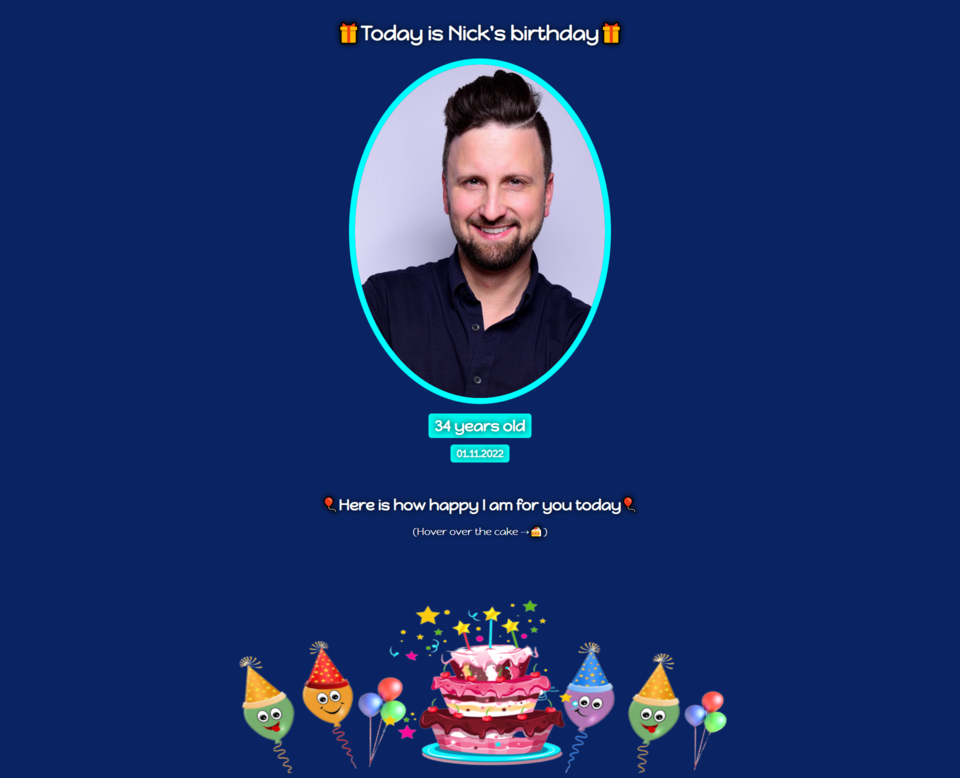 🎁Today is Nick's birthday🎁
34 years old
01.11.2022
🎈Here is how happy I am for you today🎈
(Hover over the cake ⇢🍰)